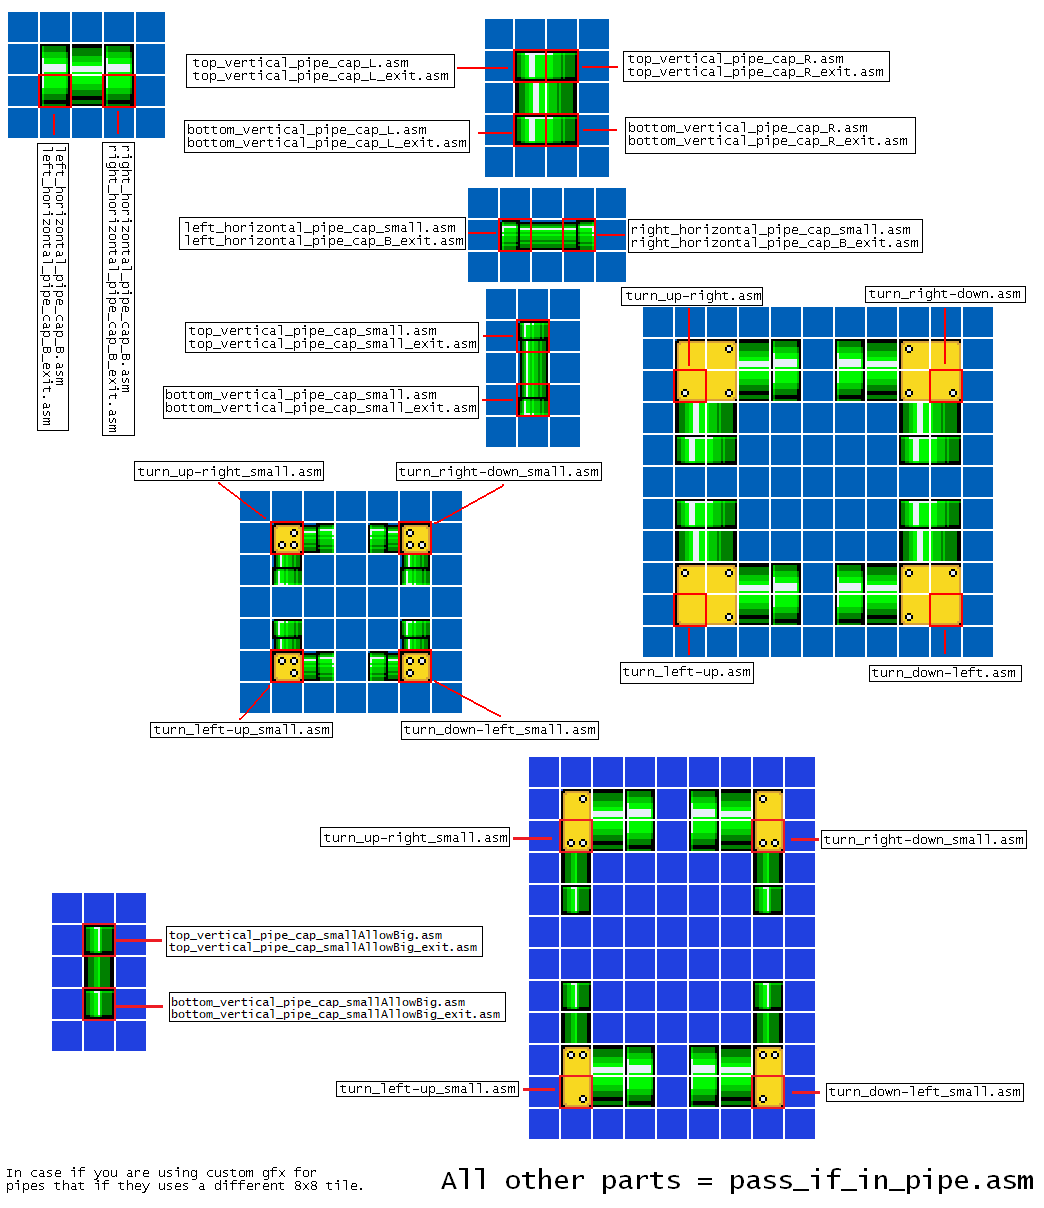 top_vertical_pipe_cap_L.asm
top_vertical_pipe_cap_L_exit.asm
top_vertical_pipe_cap_R.asm
top_vertical_pipe_cap_R_exit.asm
bottom_vertical_pipe_cap_L.asm
bottom_vertical_pipe_cap_L_exit.asm
bottom_vertical_pipe_cap_R.asm
bottom_vertical_pipe_cap_R_exit.asm
left_horizontal_pipe_cap_B.asm
left_horizontal_pipe_cap_B_exit.asm
right_horizontal_pipe_cap_B.asm
right_horizontal_pipe_cap_B_exit.asm
left_horizontal_pipe_cap_small.asm
left_horizontal_pipe_cap_B_exit.asm
right_horizontal_pipe_cap_small.asm
right_horizontal_pipe_cap_B_exit.asm
top_vertical_pipe_cap_small.asm
top_vertical_pipe_cap_small_exit.asm
bottom_vertical_pipe_cap_small.asm
bottom_vertical_pipe_cap_small_exit.asm
turn_up-right.asm
turn_right-down.asm
turn_left-up.asm
turn_down-left.asm
turn_up-right_small.asm
turn_right-down_small.asm
turn_left-up_small.asm
turn_down-left_small.asm
turn_up-right_small.asm
turn_right-down_small.asm
top_vertical_pipe_cap_smallAllowBig.asm
top_vertical_pipe_cap_smallAllowBig_exit.asm
bottom_vertical_pipe_cap_smallAllowBig.asm
bottom_vertical_pipe_cap_smallAllowBig_exit.asm
turn_left-up_small.asm
turn_down-left_small.asm
In case if you are using custom gfx for
pipes that if they uses a different 8x8 tile.
All other parts = pass_if_in_pipe.asm